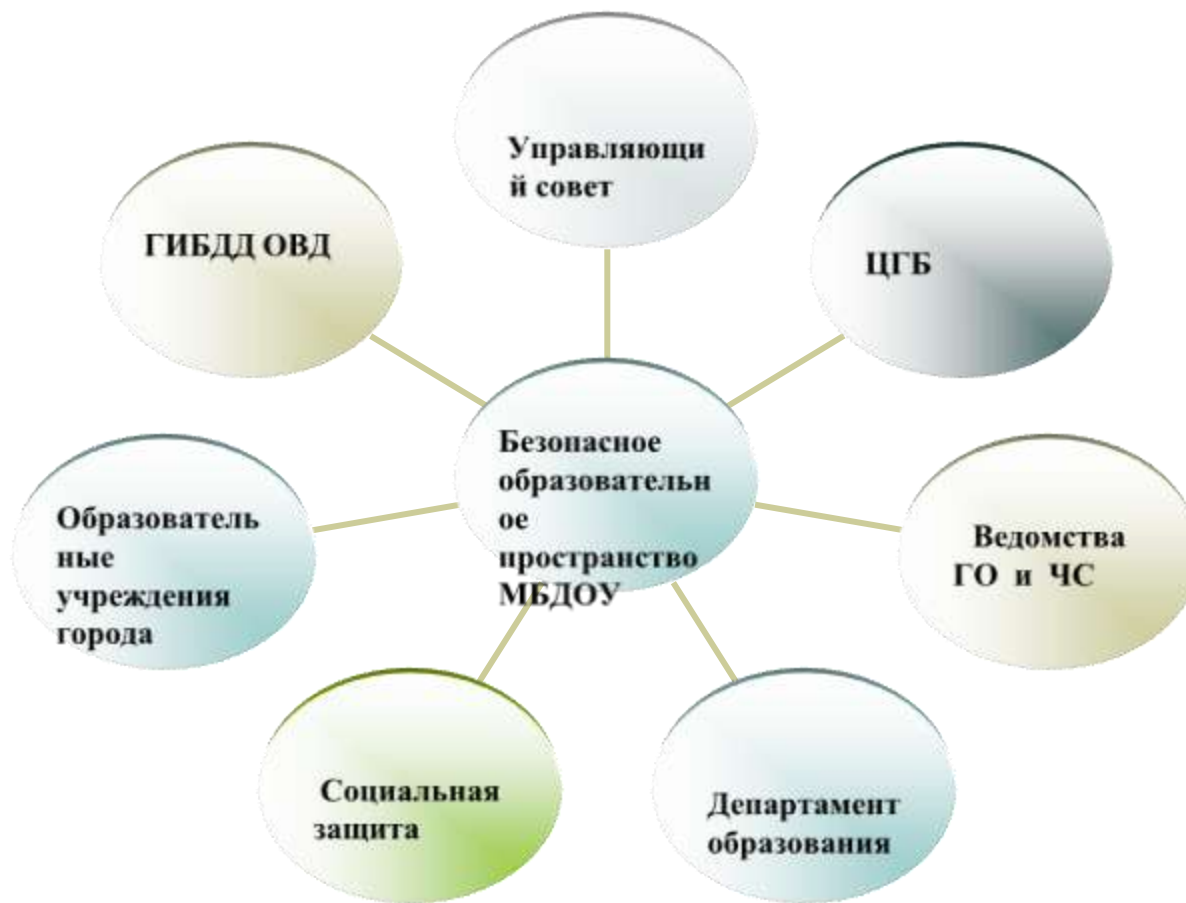 Управляющи
й совет
ГИБДД ОВД
ЦГБ
Безопасное
образовательн
ое
пространство
МБДОУ
Образователь
ные
учреждения
города
Ведомства
ГО и ЧС
Социальная
защита
Департамент
образования